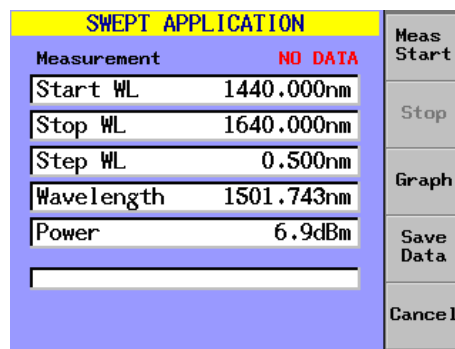 SWEPT APPLICATION
Measurement NO DATA
Start WL 1440.000nm
Stop WL 1640.000nm
Step WL 0.500nm
Wavelength 1501.743nm
Power 6.9dBm
Meas
Start
Stop
Graph
Save
Data
Cancel